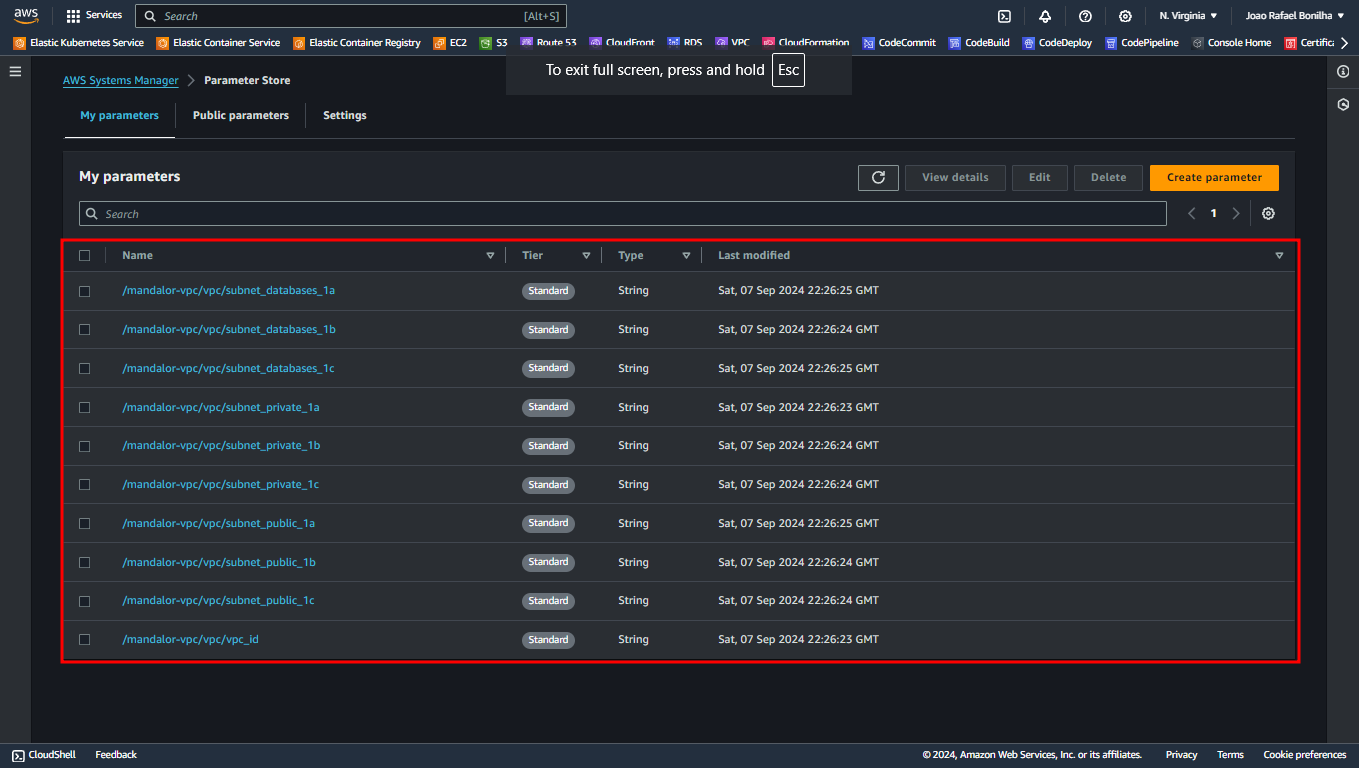 aws Services Search [Alt+S] N. Virginia Joao Rafael Bonilha
Elastic Kubernetes Service Elastic Container Service Elastic Container Registry EC2 S3 Route 53 CloudFront RDS VPC CloudFormation CodeCommit CodeBuild CodeDeploy CodePipeline Console Home Certifica
To exit full screen, press and hold Esc
AWS Systems Manager Parameter Store
My parameters Public parameters Settings
My parameters View details Edit Delete Create parameter
Search 1
Name Tier Type Last modified
/mandalor-vpc/vpc/subnet_databases_1a Standard String Sat, 07 Sep 2024 22:26:25 GMT
/mandalor-vpc/vpc/subnet_databases_1b Standard String Sat, 07 Sep 2024 22:26:24 GMT
/mandalor-vpc/vpc/subnet_databases_1c Standard String Sat, 07 Sep 2024 22:26:25 GMT
/mandalor-vpc/vpc/subnet_private_1a Standard String Sat, 07 Sep 2024 22:26:23 GMT
/mandalor-vpc/vpc/subnet_private_1b Standard String Sat, 07 Sep 2024 22:26:24 GMT
/mandalor-vpc/vpc/subnet_private_1c Standard String Sat, 07 Sep 2024 22:26:24 GMT
/mandalor-vpc/vpc/subnet_public_1a Standard String Sat, 07 Sep 2024 22:26:25 GMT
/mandalor-vpc/vpc/subnet_public_1b Standard String Sat, 07 Sep 2024 22:26:24 GMT
/mandalor-vpc/vpc/subnet_public_1c Standard String Sat, 07 Sep 2024 22:26:24 GMT
/mandalor-vpc/vpc/vpc_id Standard String Sat, 07 Sep 2024 22:26:23 GMT
CloudShell Feedback © 2024, Amazon Web Services, Inc. or its affiliates. Privacy Terms Cookie preferences